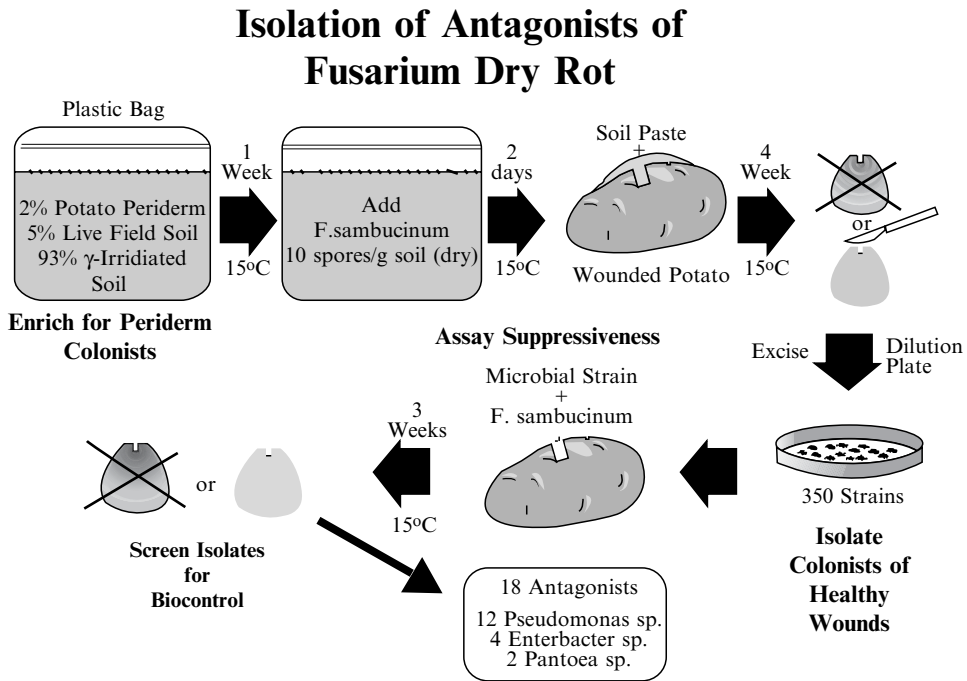 Isolation of Antagonists of
Fusarium Dry Rot
Plastic Bag
2% Potato Periderm
5% Live Field Soil
93% γ-Irridiated
Soil
Enrich for Periderm
Colonists
1
Week
15°C
Add
F.sambucinum
10 spores/g soil (dry)
2
days
15°C
Soil Paste
+
Wounded Potato
4
Week
15°C
or
Excise
Dilution
Plate
350 Strains
Isolate
Colonists of
Healthy
Wounds
Assay Suppressiveness
Microbial Strain
+
F. sambucinum
3
Weeks
15°C
or
Screen Isolates
for
Biocontrol
18 Antagonists
12 Pseudomonas sp.
4 Enterbacter sp.
2 Pantoea sp.